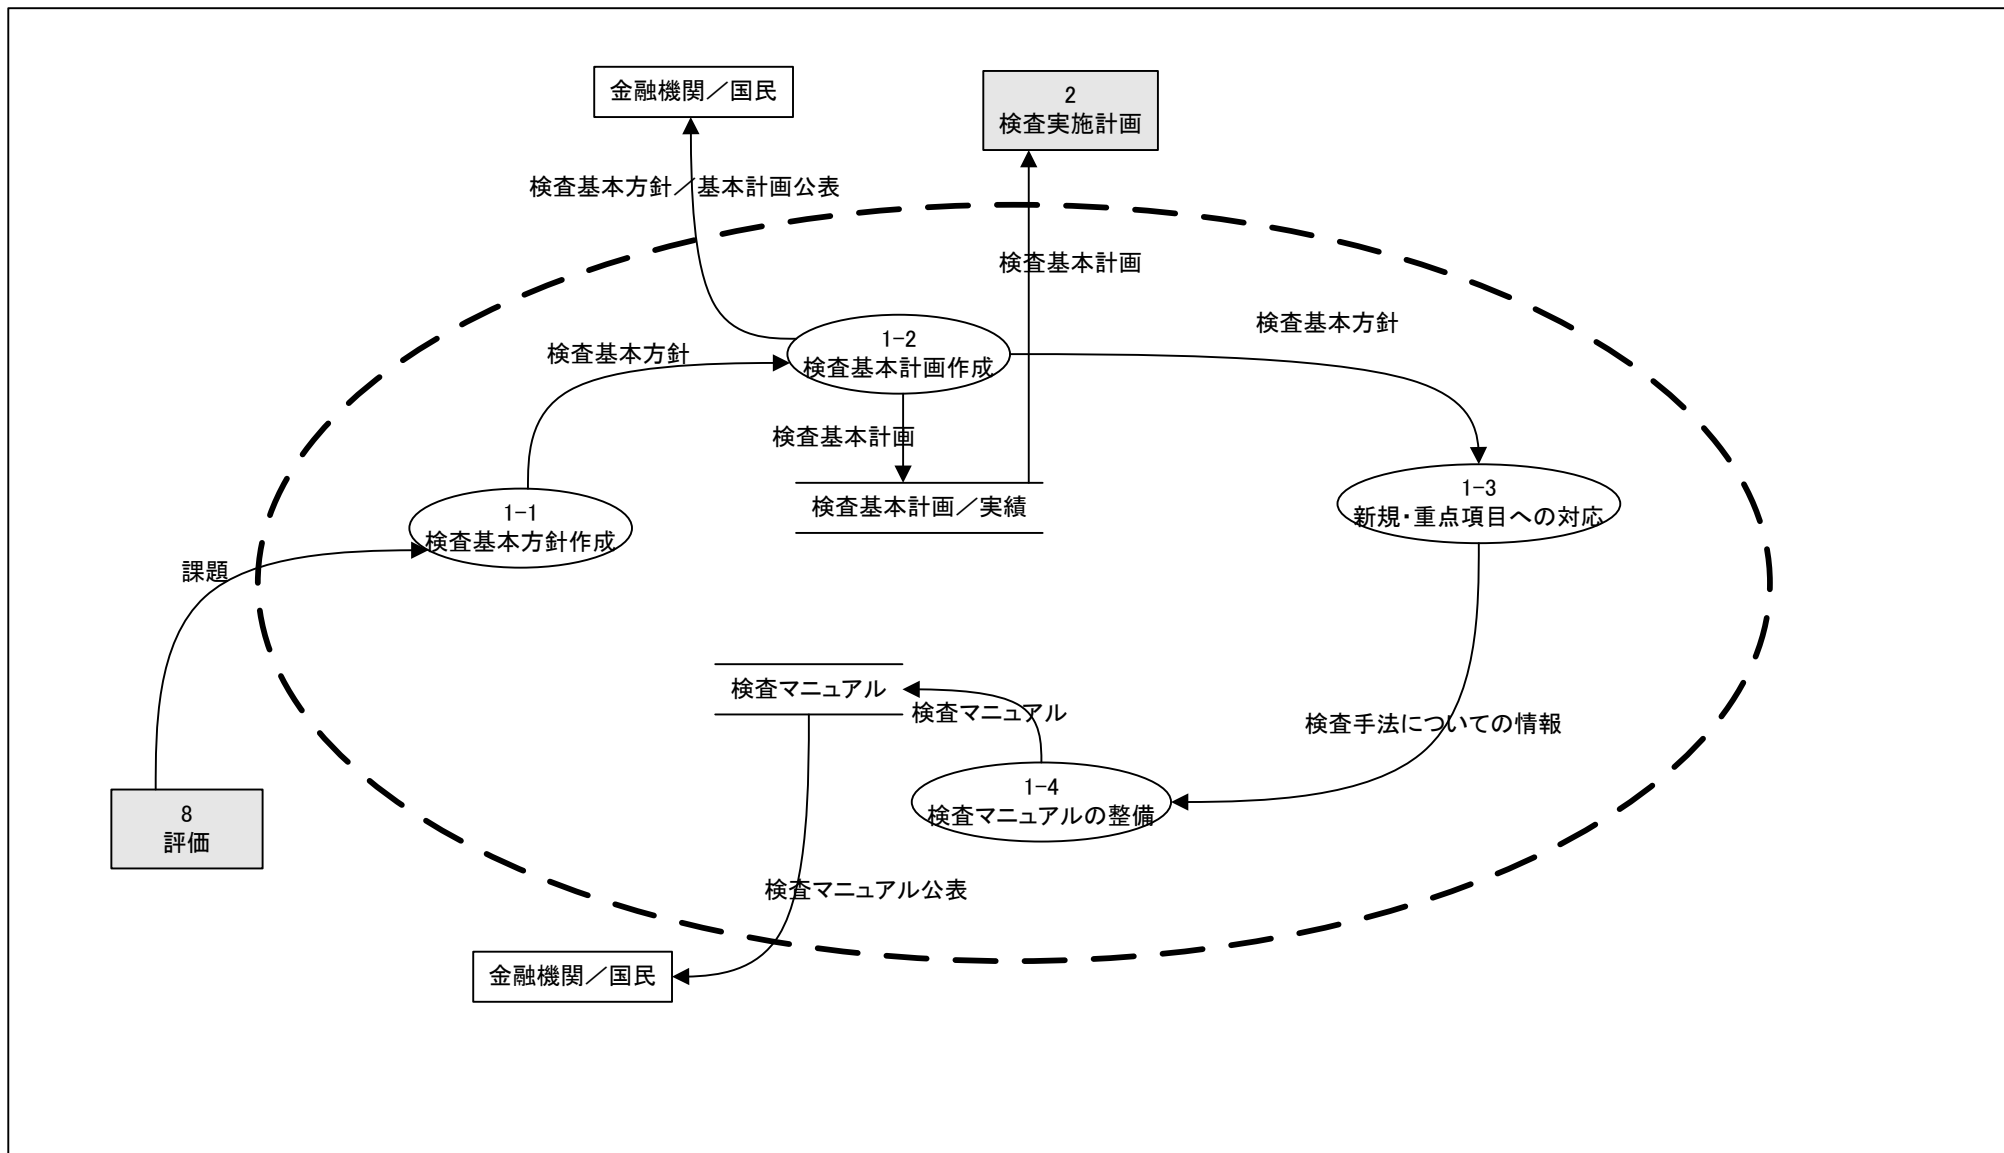 金融機関／国民
2
検査実施計画
検査基本方針／基本計画公表
検査基本計画
検査基本方針
1-2
検査基本計画作成
検査基本方針
検査基本計画
1-3
新規・重点項目への対応
検査基本計画／実績
1-1
検査基本方針作成
課題
検査マニュアル
検査マニュアル
検査手法についての情報
1-4
検査マニュアルの整備
8
評価
検査マニュアル公表
金融機関／国民